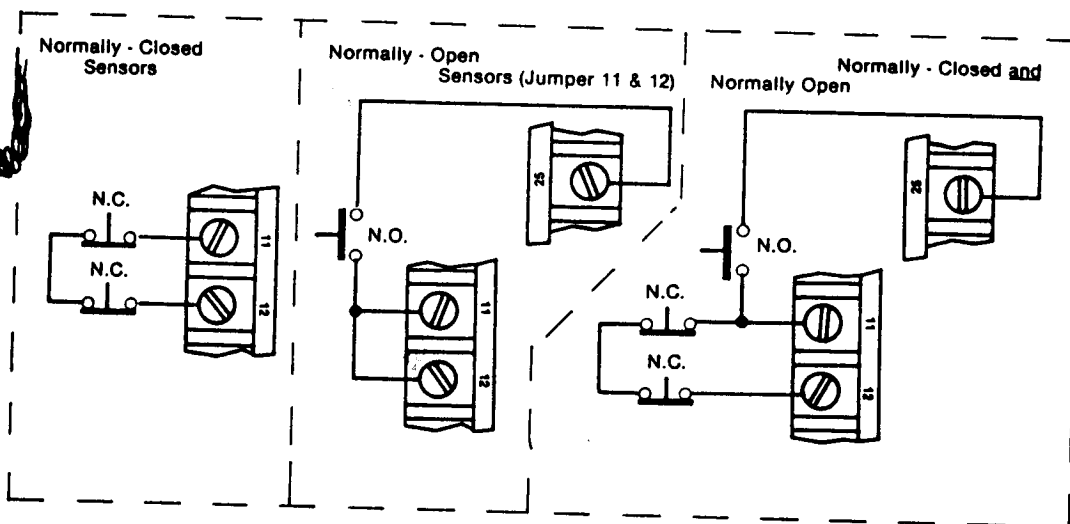 Normally - Closed
Sensors
N.C.
N.C.
11
12
Normally - Open
Sensors (Jumper 11 & 12)
25
N.O.
11
12
Normally - Closed and
Normally Open
25
N.O.
N.C.
N.C.
11
12